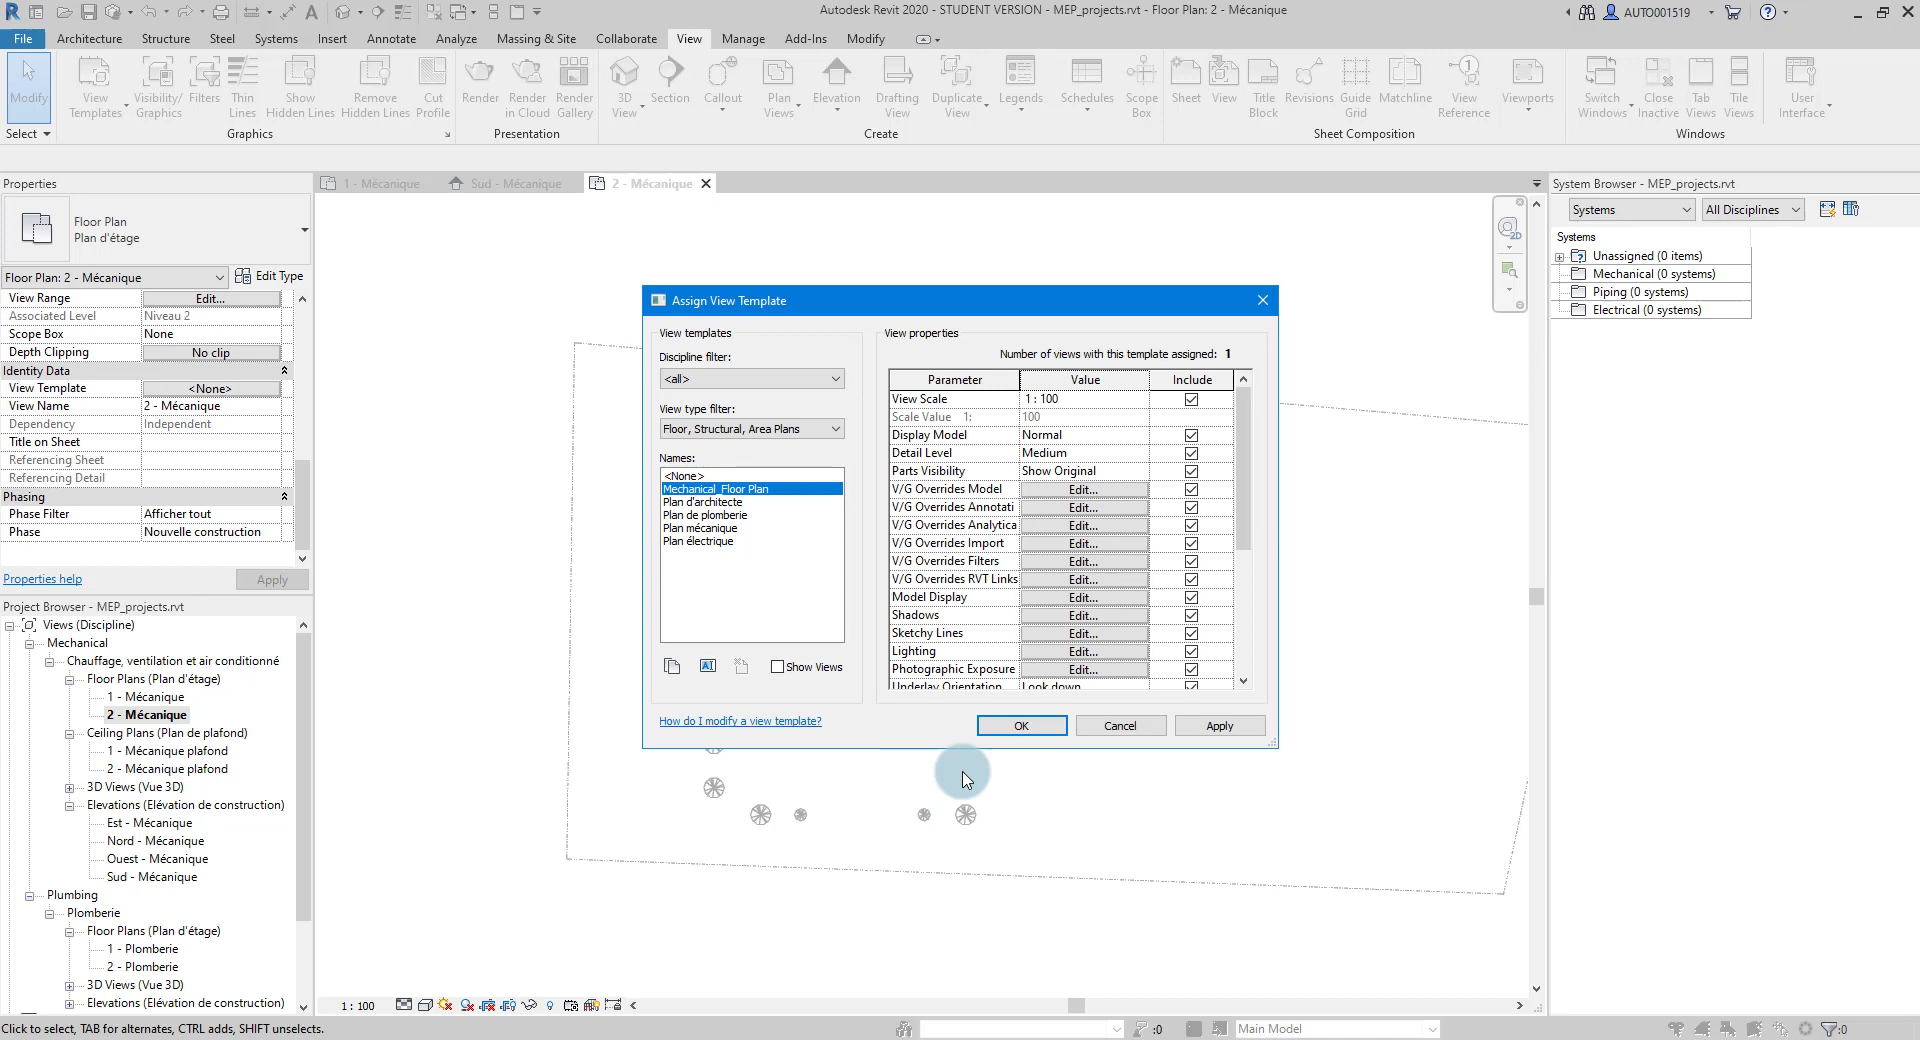 Autodesk Revit 2020 - STUDENT VERSION - MEP_projects.rvt - Floor Plan: 2 - Mécanique
AUTO001519
File Architecture Structure Steel Systems Insert Annotate Analyze Massing & Site Collaborate View Manage Add-Ins Modify
Modify
View Templates
Visibility/ Graphics
Filters
Thin Lines
Show Hidden Lines
Remove Hidden Lines
Cut Profile
Render
Render in Cloud
Render Gallery
3D View
Section
Callout
Plan Views
Elevation
Drafting View
Duplicate View
Legends
Schedules
Scope Box
Sheet
View
Title Block
Revisions
Guide Grid
Matchline
View Reference
Viewports
Switch Windows
Close Inactive
Tab Views
Tile Views
User Interface
Select Graphics Presentation Create Sheet Composition Windows
Properties
Floor Plan
Plan d'étage
Floor Plan: 2 - Mécanique Edit Type
View Range Edit...
Associated Level Niveau 2
Scope Box None
Depth Clipping No clip
Identity Data
View Template <None>
View Name 2 - Mécanique
Dependency Independent
Title on Sheet
Referencing Sheet
Referencing Detail
Phasing
Phase Filter Afficher tout
Phase Nouvelle construction
Properties help Apply
Project Browser - MEP_projects.rvt
Views (Discipline)
Mechanical
Chauffage, ventilation et air conditionné
Floor Plans (Plan d'étage)
1 - Mécanique
2 - Mécanique
Ceiling Plans (Plan de plafond)
1 - Mécanique plafond
2 - Mécanique plafond
3D Views (Vue 3D)
Elevations (Elévation de construction)
Est - Mécanique
Nord - Mécanique
Ouest - Mécanique
Sud - Mécanique
Plumbing
Plomberie
Floor Plans (Plan d'étage)
1 - Plomberie
2 - Plomberie
3D Views (Vue 3D)
Elevations (Elévation de construction)
1 - Mécanique Sud - Mécanique 2 - Mécanique
2D
Assign View Template
View templates
Discipline filter:
<all>
View type filter:
Floor, Structural, Area Plans
Names:
<None>
Mechanical_Floor Plan
Plan d'architecte
Plan de plomberie
Plan mécanique
Plan électrique
Show Views
How do I modify a view template?
View properties
Number of views with this template assigned: 1
Parameter Value Include
View Scale 1 : 100
Scale Value 1: 100
Display Model Normal
Detail Level Medium
Parts Visibility Show Original
V/G Overrides Model Edit...
V/G Overrides Annotati Edit...
V/G Overrides Analytica Edit...
V/G Overrides Import Edit...
V/G Overrides Filters Edit...
V/G Overrides RVT Links Edit...
Model Display Edit...
Shadows Edit...
Sketchy Lines Edit...
Lighting Edit...
Photographic Exposure Edit...
Underlay Orientation Look down
OK Cancel Apply
System Browser - MEP_projects.rvt
Systems All Disciplines
Systems
Unassigned (0 items)
Mechanical (0 systems)
Piping (0 systems)
Electrical (0 systems)
1 : 100
Click to select, TAB for alternates, CTRL adds, SHIFT unselects.
:0 Main Model :0